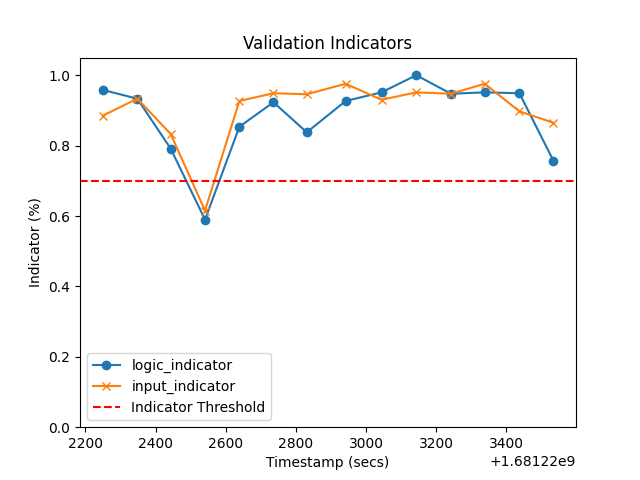 Validation Indicators
Indicator (%)
1.0
0.8
0.6
0.4
0.2
0.0
logic_indicator
input_indicator
Indicator Threshold
2200 2400 2600 2800 3000 3200 3400
Timestamp (secs)
+1.68122e9